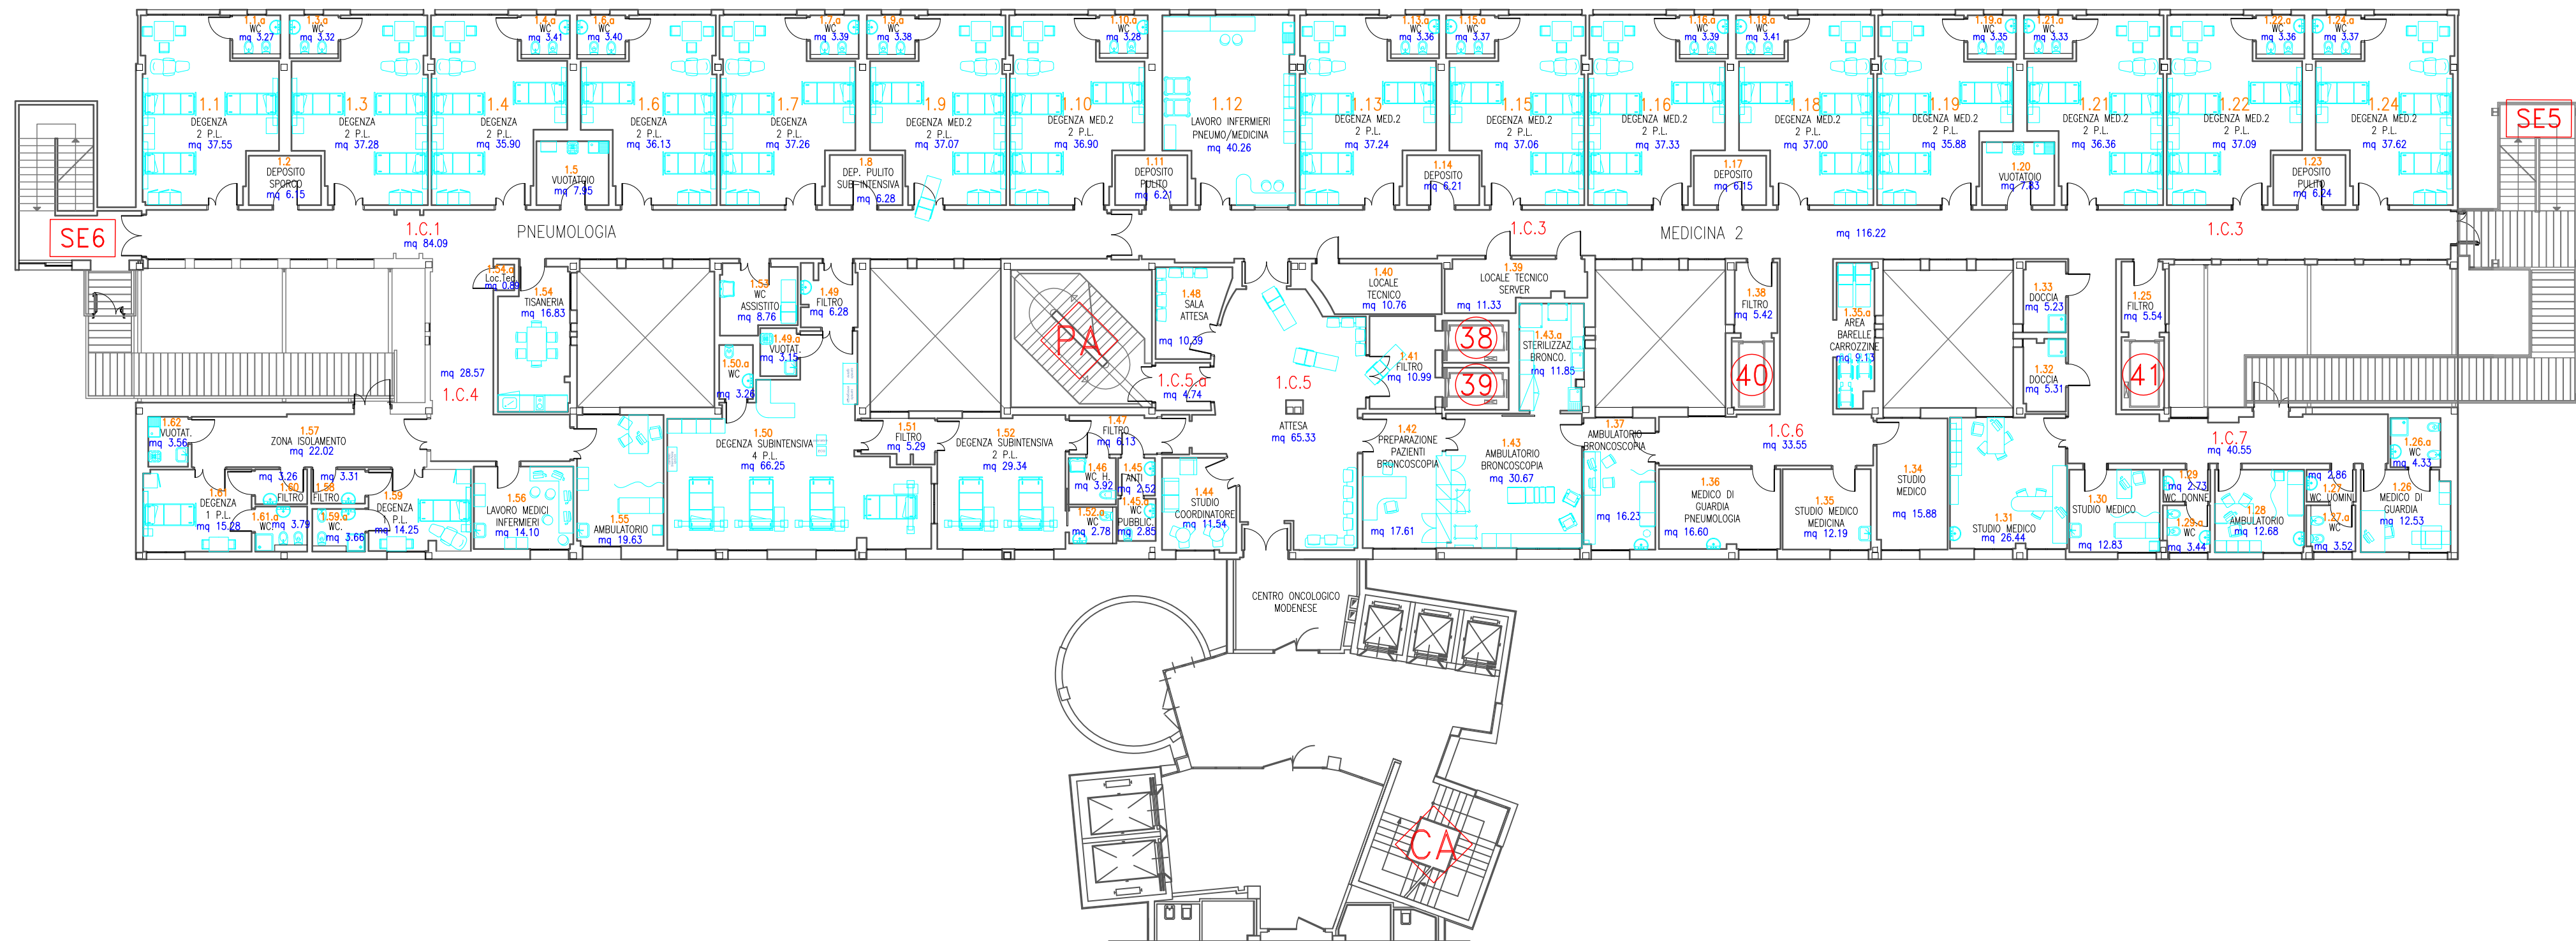 1.1.a
WC
mq 3.27
1.3.a
WC
mq 3.32
1.4.a
WC
mq 3.41
1.6.a
WC
mq 3.40
1.7.a
WC
mq 3.39
1.9.a
WC
mq 3.38
1.10.a
WC
mq 3.28
1.13.a
WC
mq 3.36
1.15.a
WC
mq 3.37
1.16.a
WC
mq 3.39
1.18.a
WC
mq 3.41
1.19.a
WC
mq 3.35
1.21.a
WC
mq 3.33
1.22.a
WC
mq 3.36
1.24.a
WC
mq 3.37
1.1
DEGENZA
2 P.L.
mq 37.55
1.2
DEPOSITO
SPORCO
mq 6.15
1.3
DEGENZA
2 P.L.
mq 37.28
1.4
DEGENZA
2 P.L.
mq 35.90
1.5
VUOTATOIO
mq 7.95
1.6
DEGENZA
2 P.L.
mq 36.13
1.7
DEGENZA
2 P.L.
mq 37.26
1.8
DEP. PULITO
SUB-INTENSIVA
mq 6.28
1.9
DEGENZA MED.2
2 P.L.
mq 37.07
1.10
DEGENZA MED.2
2 P.L.
mq 36.90
1.11
DEPOSITO
PULITO
mq 6.21
1.12
LAVORO INFERMIERI
PNEUMO/MEDICINA
mq 40.26
1.13
DEGENZA MED.2
2 P.L.
mq 37.24
1.14
DEPOSITO
mq 6.21
1.15
DEGENZA MED.2
2 P.L.
mq 37.06
1.16
DEGENZA MED.2
2 P.L.
mq 37.33
1.17
DEPOSITO
mq 6.15
1.18
DEGENZA MED.2
2 P.L.
mq 37.00
1.19
DEGENZA MED.2
2 P.L.
mq 35.88
1.20
VUOTATOIO
mq 7.83
1.21
DEGENZA MED.2
2 P.L.
mq 36.36
1.22
DEGENZA MED.2
2 P.L.
mq 37.09
1.23
DEPOSITO
PULITO
mq 6.24
1.24
DEGENZA MED.2
2 P.L.
mq 37.62
SE5
SE6
1.C.1
mq 84.09
PNEUMOLOGIA
1.C.3
MEDICINA 2
mq 116.22
1.C.3
1.54.a
Loc.Ted.
mq 0.89
1.54
TISANERIA
mq 16.83
1.53
WC
ASSISTITO
mq 8.76
1.49
FILTRO
mq 6.28
1.49.a
VUOTAT.
mq 3.15
1.50.a
WC
mq 3.26
PA
1.48
SALA
ATTESA
mq 10.39
1.C.5.a
mq 4.74
1.C.5
ATTESA
mq 65.33
1.40
LOCALE
TECNICO
mq 10.76
1.39
LOCALE TECNICO
SERVER
mq 11.33
1.41
FILTRO
mq 10.99
38
39
1.43.a
STERILIZZAZ.
BRONCO.
mq 11.85
1.38
FILTRO
mq 5.42
40
1.35.a
AREA
BARELLE
CARROZZINE
mq 9.13
1.33
DOCCIA
mq 5.23
1.32
DOCCIA
mq 5.31
1.25
FILTRO
mq 5.54
41
mq 28.57
1.C.4
1.62
VUOTAT.
mq 3.56
1.57
ZONA ISOLAMENTO
mq 22.02
1.61
DEGENZA
1 P.L.
mq 15.28
mq 3.26
1.60
FILTRO
1.61.a
WC.
mq 3.79
mq 3.31
1.58
FILTRO
1.59.a
WC.
mq 3.66
1.59
DEGENZA
P.L.
mq 14.25
1.56
LAVORO MEDICI
INFERMIERI
mq 14.10
1.55
AMBULATORIO
mq 19.63
1.50
DEGENZA SUBINTENSIVA
4 P.L.
mq 66.25
1.51
FILTRO
mq 5.29
1.52
DEGENZA SUBINTENSIVA
2 P.L.
mq 29.34
1.47
FILTRO
mq 6.13
1.46
WC H.
mq 3.92
1.45
ANTI
mq 2.52
1.52.a
WC
mq 2.78
1.45.a
WC
PUBBLIC.
mq 2.85
1.44
STUDIO
COORDINATORE
mq 11.54
1.42
PREPARAZIONE
PAZIENTI
BRONCOSCOPIA
mq 17.61
1.43
AMBULATORIO
BRONCOSCOPIA
mq 30.67
1.37
AMBULATORIO
BRONCOSCOPIA
mq 16.23
1.C.6
mq 33.55
1.36
MEDICO DI
GUARDIA
PNEUMOLOGIA
mq 16.60
1.35
STUDIO MEDICO
MEDICINA
mq 12.19
1.34
STUDIO
MEDICO
mq 15.88
1.31
STUDIO MEDICO
mq 26.44
1.C.7
mq 40.55
1.30
STUDIO MEDICO
mq 12.83
1.29
mq 2.73
WC DONNE
1.29.a
WC
mq 3.44
1.28
AMBULATORIO
mq 12.68
mq 2.86
1.27
WC UOMINI
1.27.a
WC
mq 3.52
1.26.a
WC
mq 4.33
1.26
MEDICO DI
GUARDIA
mq 12.53
CENTRO ONCOLOGICO
MODENESE
CA